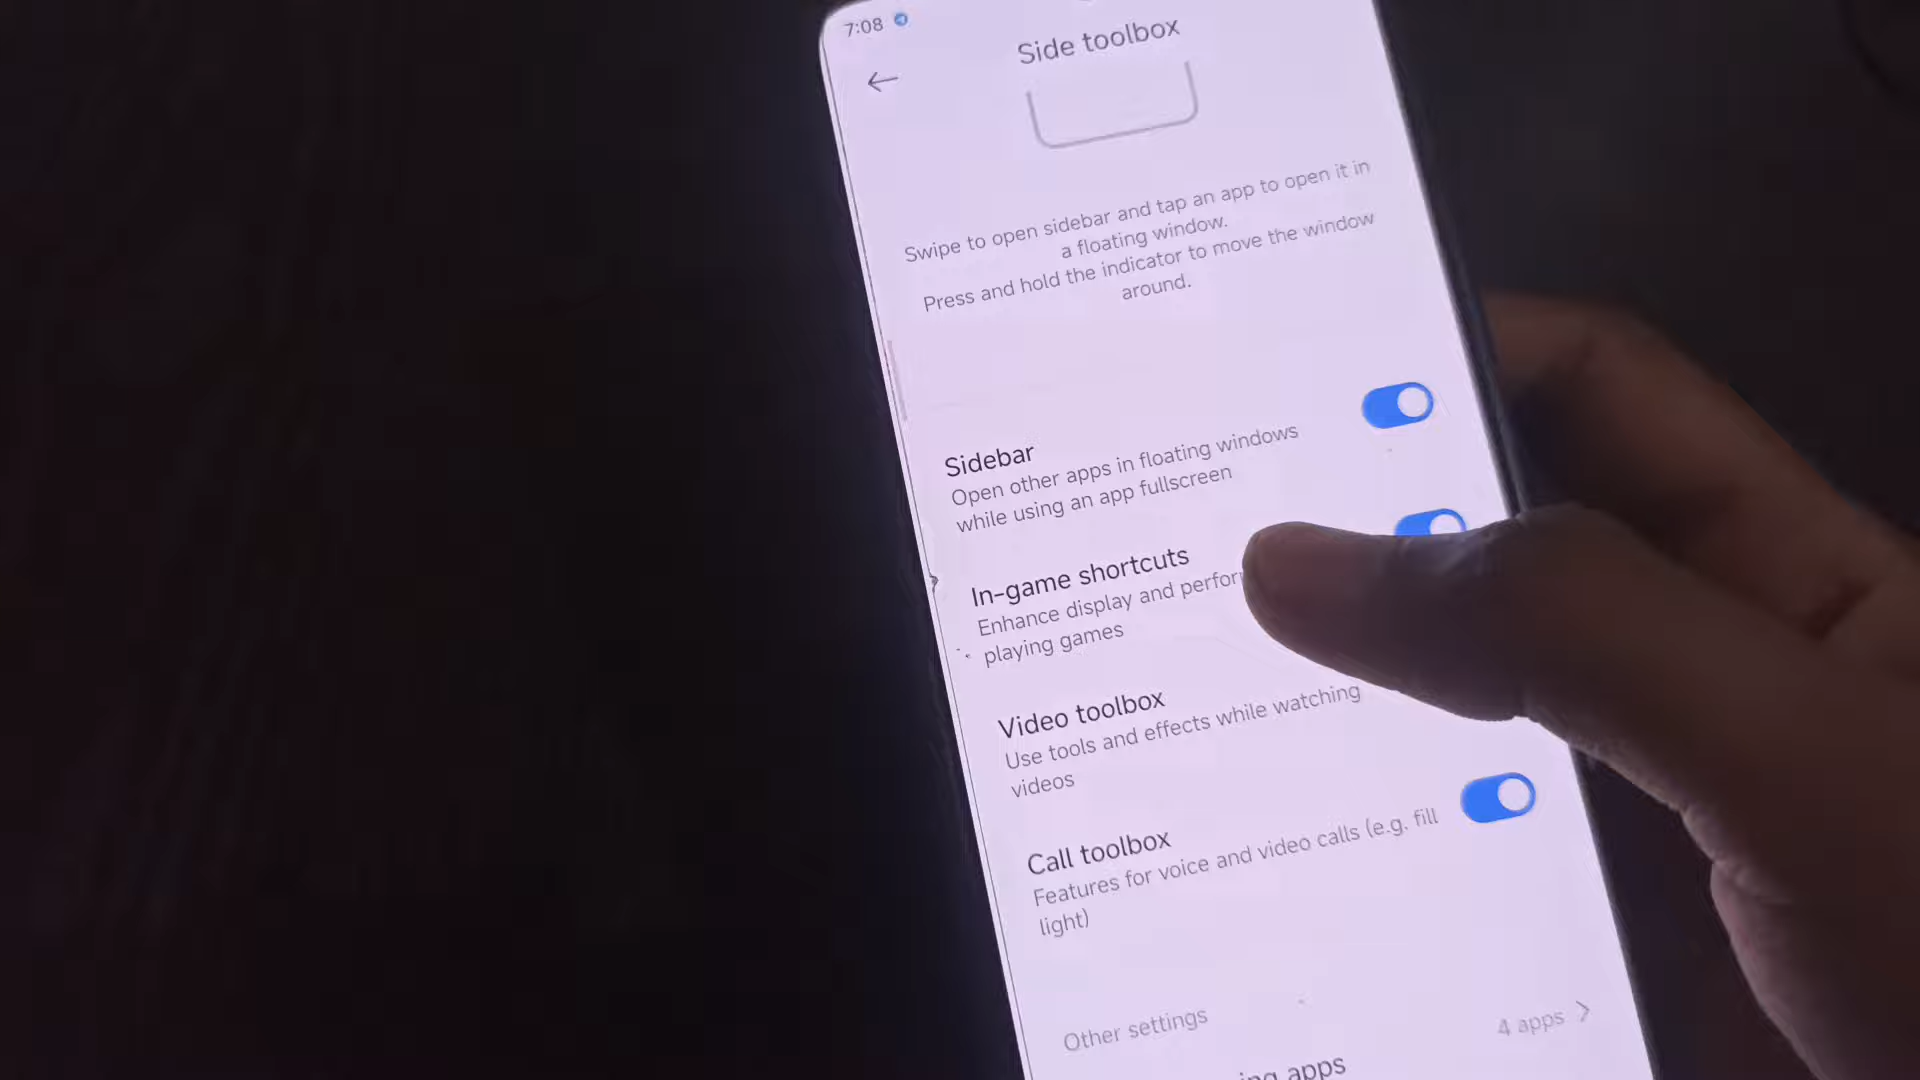 7:08
Side toolbox
Swipe to open sidebar and tap an app to open it in
a floating window.
Press and hold the indicator to move the window
around.
Sidebar
Open other apps in floating windows
while using an app fullscreen
In-game shortcuts
Enhance display and
playing games
Video toolbox
Use tools and effects while watching
videos
Call toolbox
Features for voice and video calls (e.g. fill
light)
Other settings
4 apps
apps